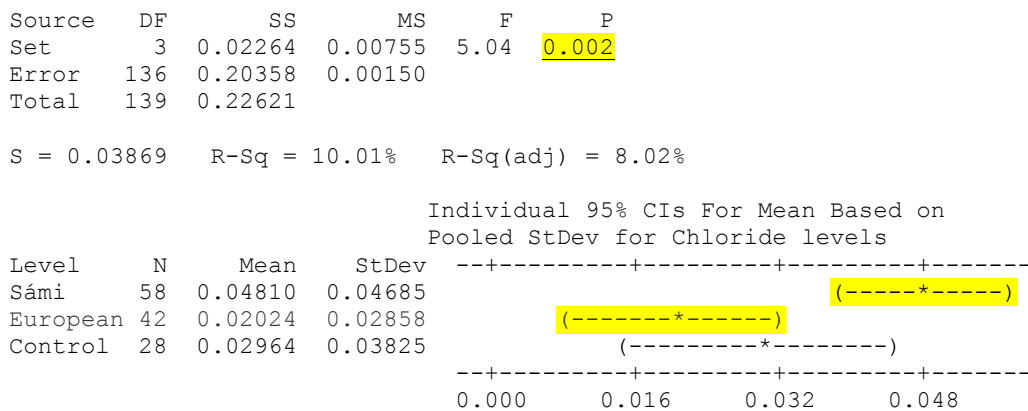 Source   DF       SS       MS     F      P
Set       3  0.02264  0.00755  5.04  0.002
Error   136  0.20358  0.00150
Total   139  0.22621
S = 0.03869   R-Sq = 10.01%   R-Sq(adj) = 8.02%
Individual 95% CIs For Mean Based on
Pooled StDev for Chloride levels
Level     N     Mean    StDev  --+---------+---------+---------+-------
Sámi     58  0.04810  0.04685                             (-----*-----)
European 42  0.02024  0.02858         (-------*------)
Control  28  0.02964  0.03825             (---------*--------)
--+---------+---------+---------+-------
0.000     0.016     0.032     0.048